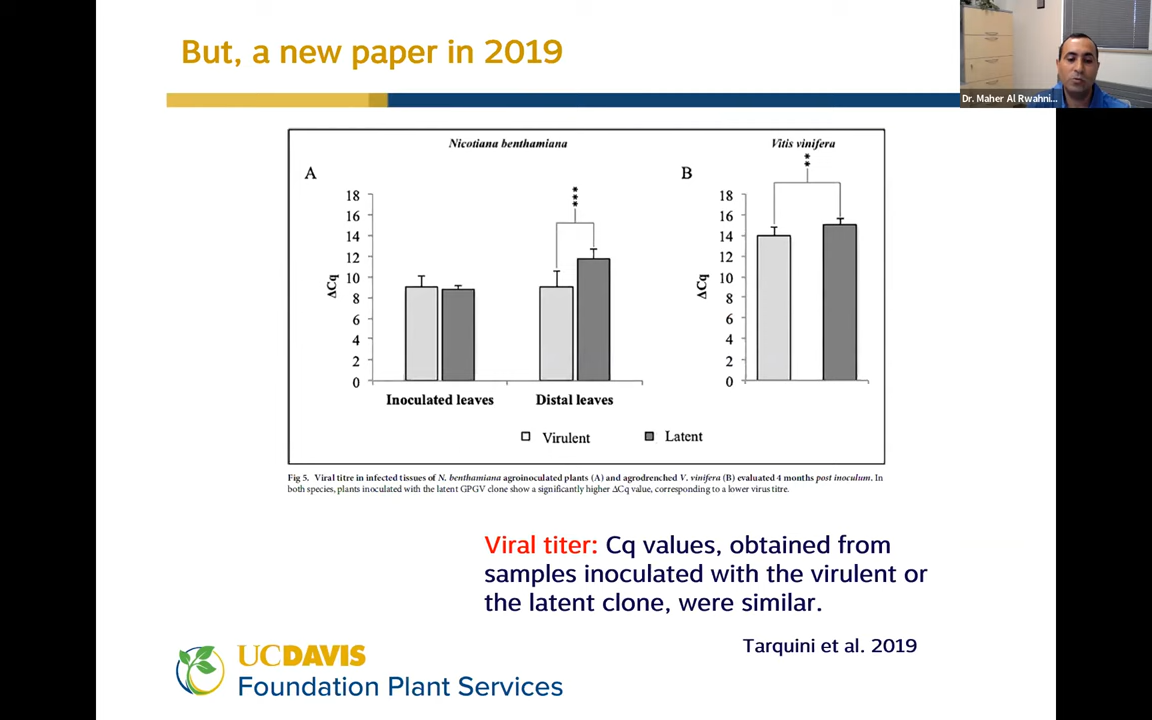 But, a new paper in 2019
Dr. Maher Al Rwahni...
Nicotiana benthamiana
Vitis vinifera
A
B
***
**
18
16
14
12
10
8
6
4
2
0
ΔCq
18
16
14
12
10
8
6
4
2
0
ΔCq
Inoculated leaves
Distal leaves
Virulent
Latent
Fig 5. Viral titre in infected tissues of N. benthamiana agroinoculated plants (A) and agrodrenched V. vinifera (B) evaluated 4 months post inoculum. In
both species, plants inoculated with the latent GPGV clone show a significantly higher ΔCq value, corresponding to a lower virus titre.
Viral titer: Cq values, obtained from
samples inoculated with the virulent or
the latent clone, were similar.
Tarquini et al. 2019
UCDAVIS
Foundation Plant Services